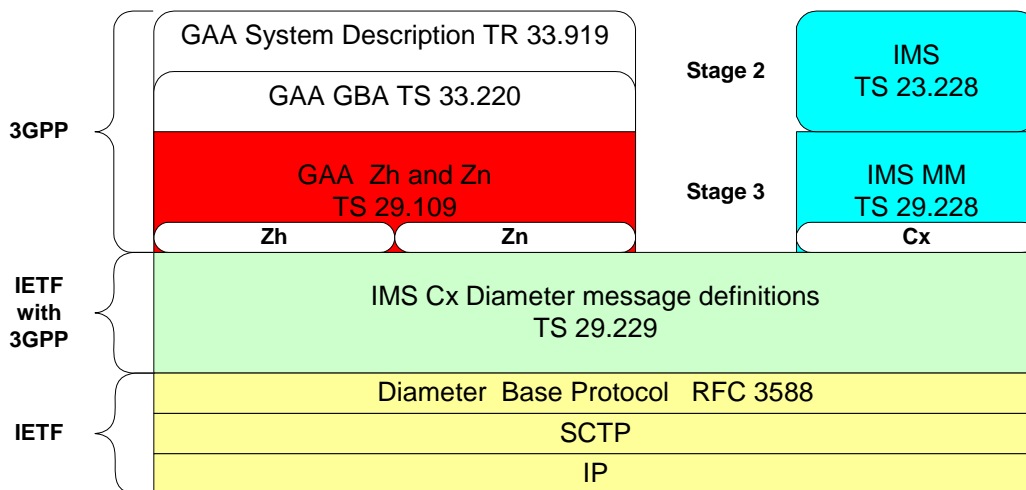 GAA System Description TR 33.919
GAA GBA TS 33.220
Stage 2
IMS
TS 23.228
3GPP
GAA Zh and Zn
TS 29.109
Stage 3
IMS MM
TS 29.228
Zh
Zn
Cx
IETF
with
3GPP
IMS Cx Diameter message definitions
TS 29.229
IETF
Diameter Base Protocol RFC 3588
SCTP
IP